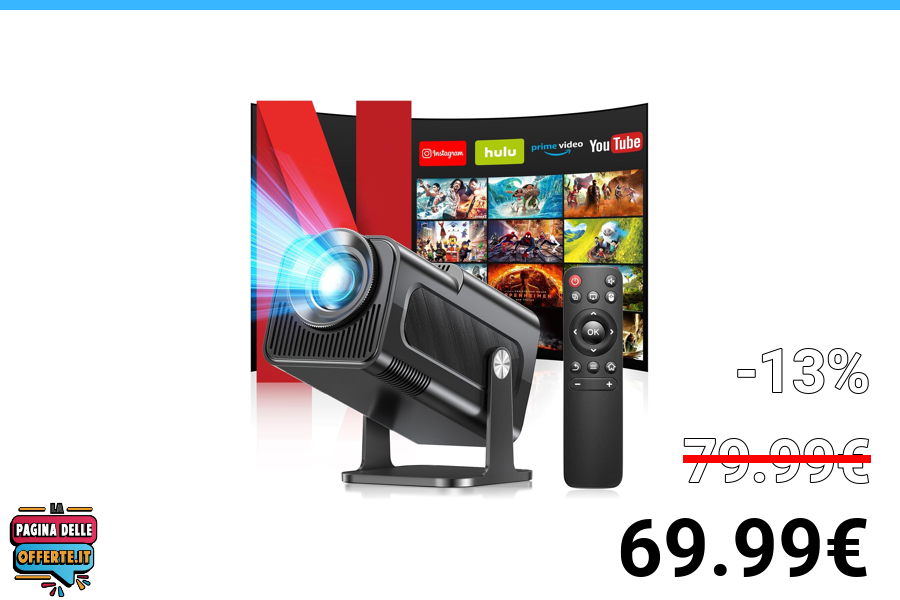 Instagram
hulu
prime video
YouTube
OK
-13%
79.99€
69.99€
LA
PAGINA DELLE
OFFERTE.IT